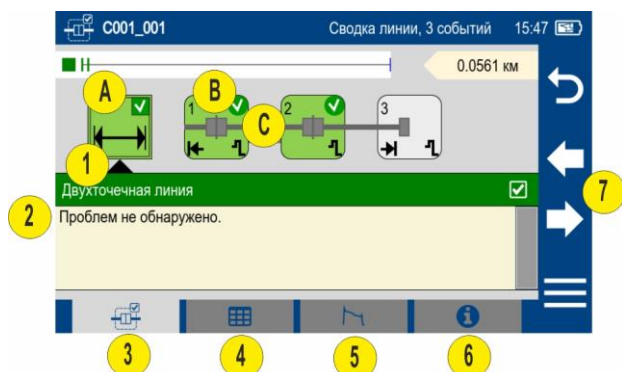 C001_001 Сводка линии, 3 событий 15:47
0.0561 км
A B
1 2 3
C
1
Двухточечная линия
7
2 Проблем не обнаружено.
3 4 5 6